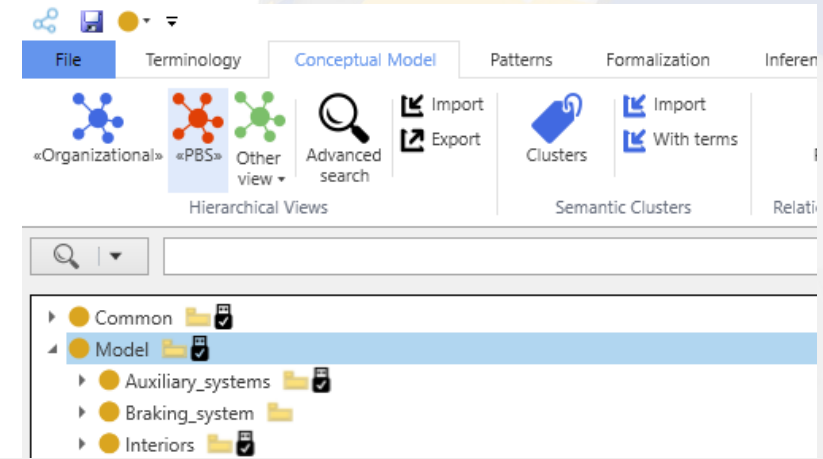 File Terminology Conceptual Model Patterns Formalization Inferen
«Organizational» «PBS» Other view Advanced search Import Export Clusters Import With terms
Hierarchical Views Semantic Clusters Relati
Common
Model
Auxiliary_systems
Braking_system
Interiors